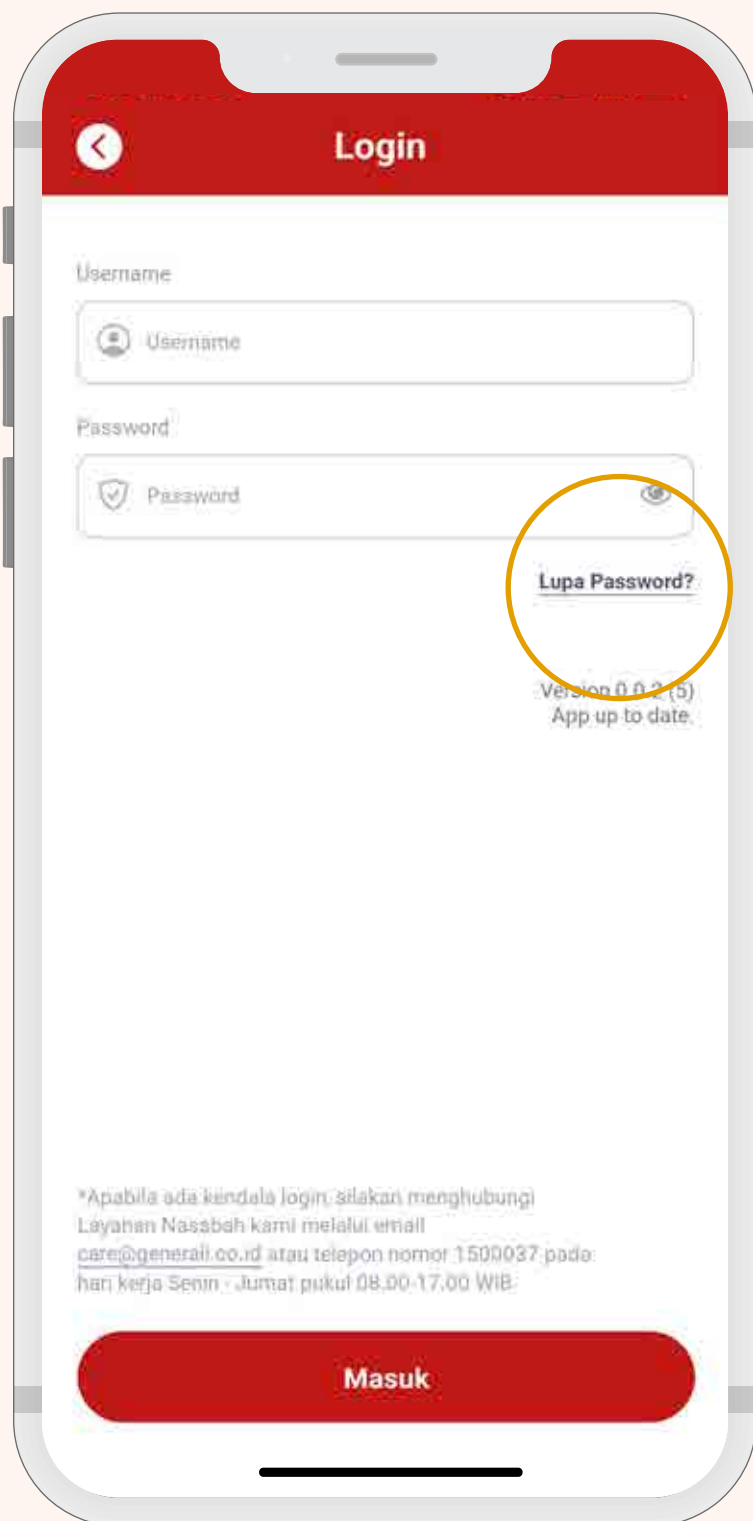 Login
Username
Username
Password
Password
Lupa Password?
Version 0.0.2 (5)
App up to date
*Apabila ada kendala login, silakan menghubungi
Layanan Nasabah kami melalui email
care@generali.co.id atau telepon nomor 1500037 pada
hari kerja Senin - Jumat pukul 08.00-17.00 WIB
Masuk